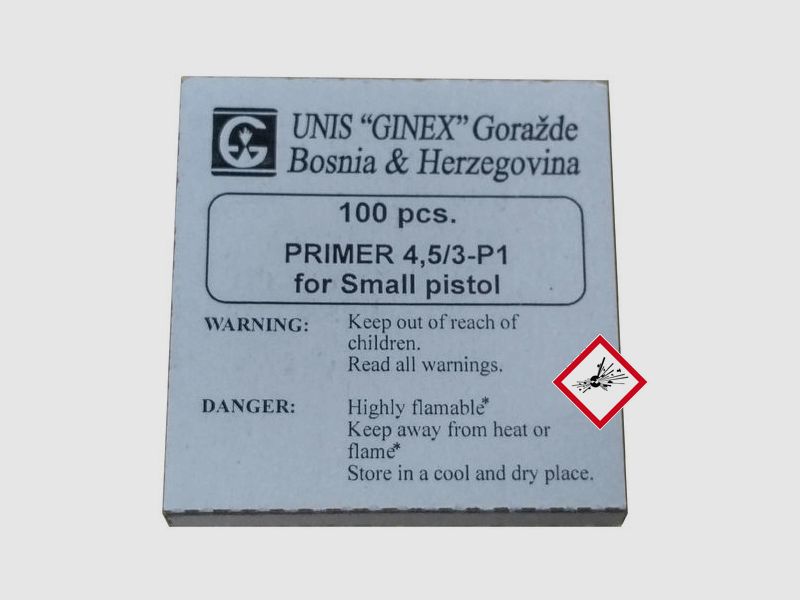 UNIS “GINEX” Goražde
Bosnia & Herzegovina
100 pcs.
PRIMER 4,5/3-P1
for Small pistol
WARNING: Keep out of reach of
children.
Read all warnings.
DANGER: Highly flamable*
Keep away from heat or
flame*
Store in a cool and dry place.